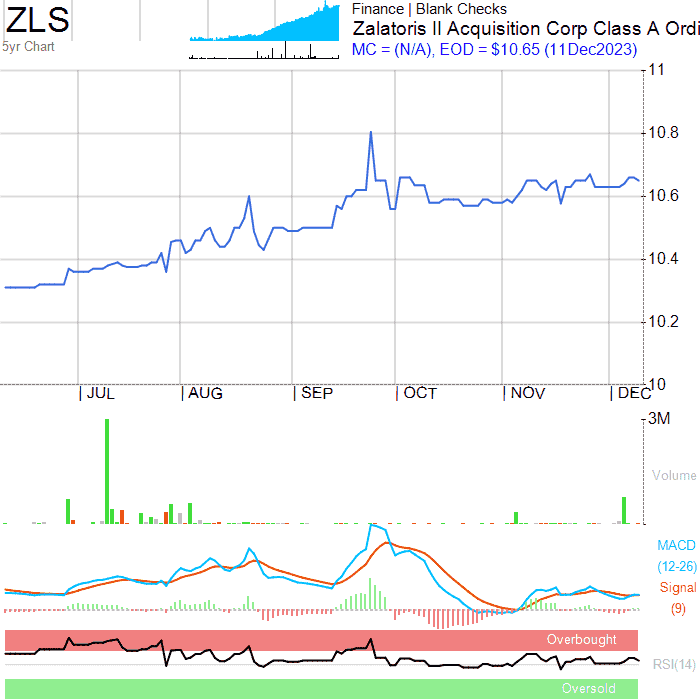 ZLS
5yr Chart
Finance | Blank Checks
Zalatoris II Acquisition Corp Class A Ordi
MC = (N/A), EOD = $10.65 (11Dec2023)
11
10.8
10.6
10.4
10.2
10
JUL AUG SEP OCT NOV DEC
3M
Volume
MACD
(12-26)
Signal
(9)
Overbought
RSI(14)
Oversold